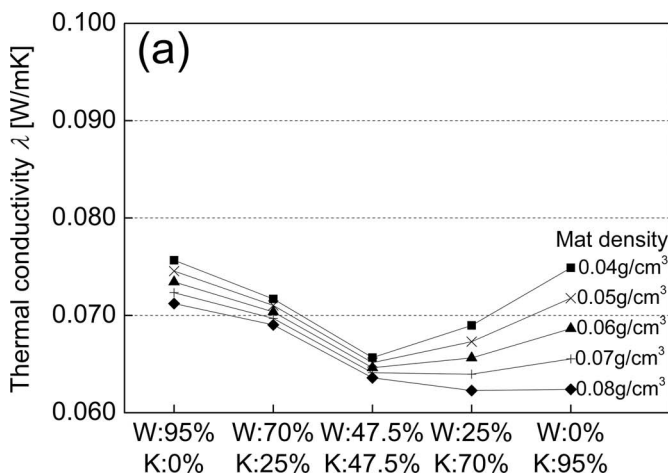 (a)
Thermal conductivity λ [W/mK]
0.100
0.090
0.080
0.070
0.060
Mat density
0.04g/cm³
0.05g/cm³
0.06g/cm³
0.07g/cm³
0.08g/cm³
W:95% W:70% W:47.5% W:25% W:0%
K:0% K:25% K:47.5% K:70% K:95%